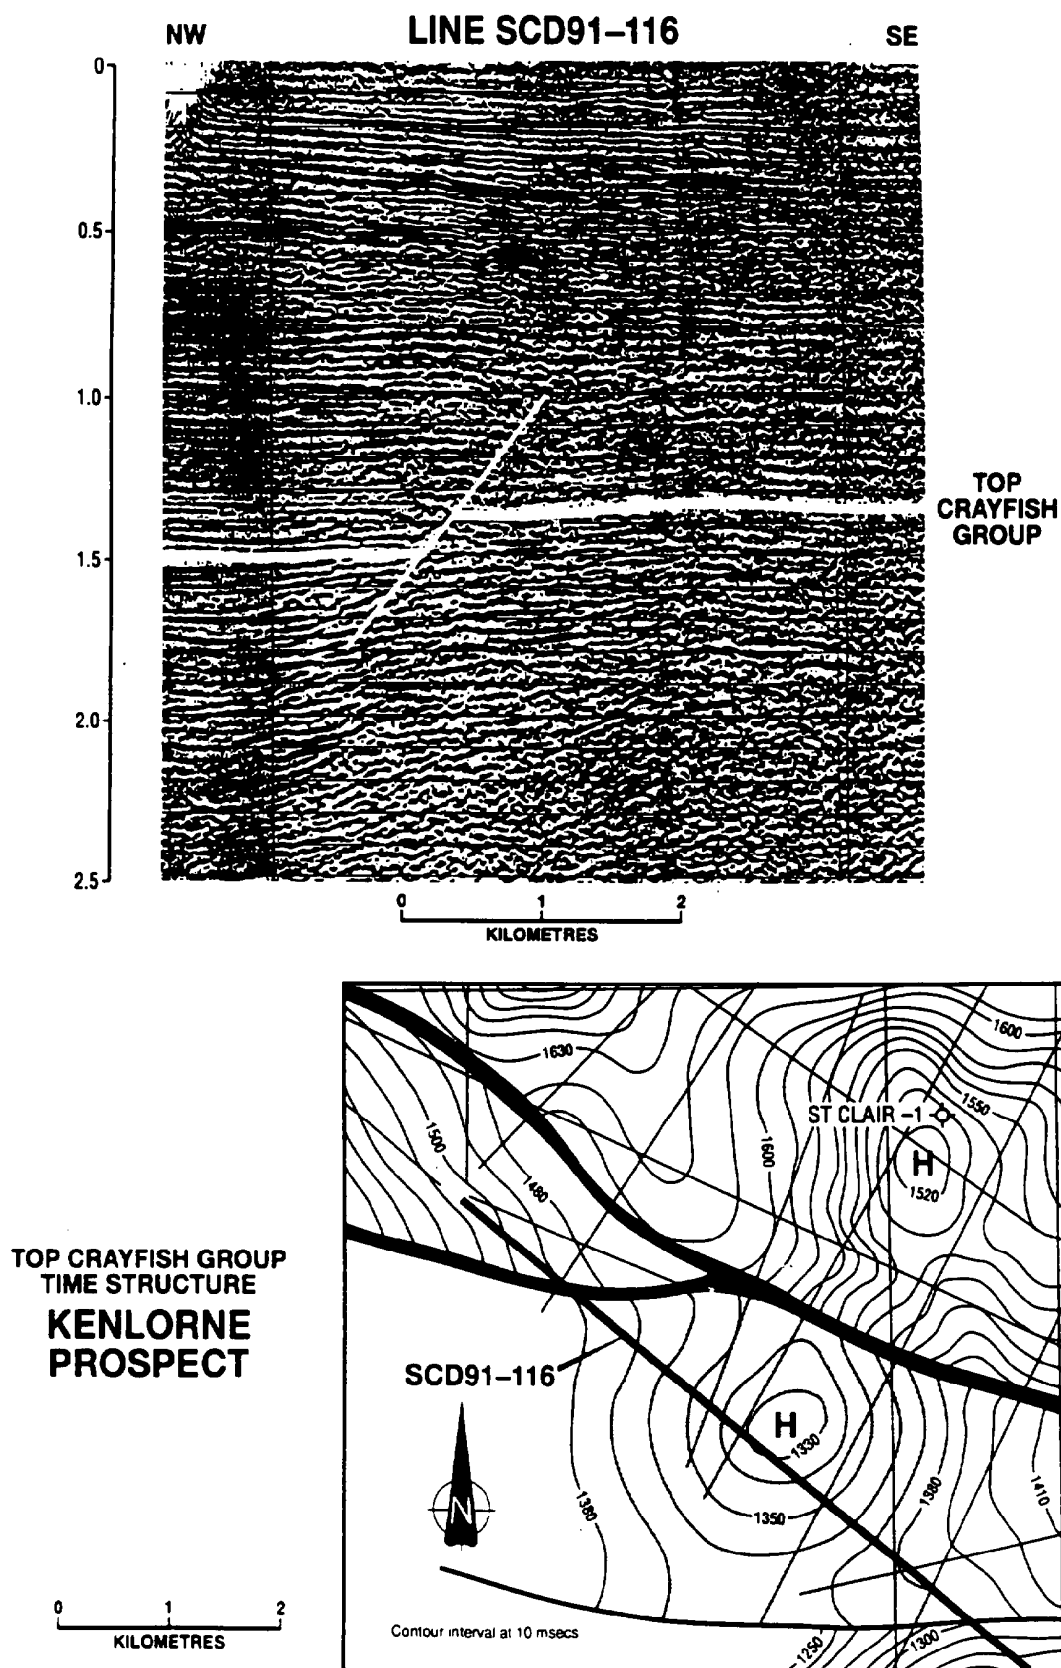 NW
LINE SCD91–116
SE
0
0.5
1.0
1.5
2.0
2.5
TOP
CRAYFISH
GROUP
0 1 2
KILOMETRES
1630
1600
1550
ST CLAIR –1
H
1520
1500
1600
1480
TOP CRAYFISH GROUP
TIME STRUCTURE
KENLORNE
PROSPECT
SCD91–116
H
1330
N
1380
1350
1380
1410
0 1 2
KILOMETRES
Contour interval at 10 msecs
1250
1300